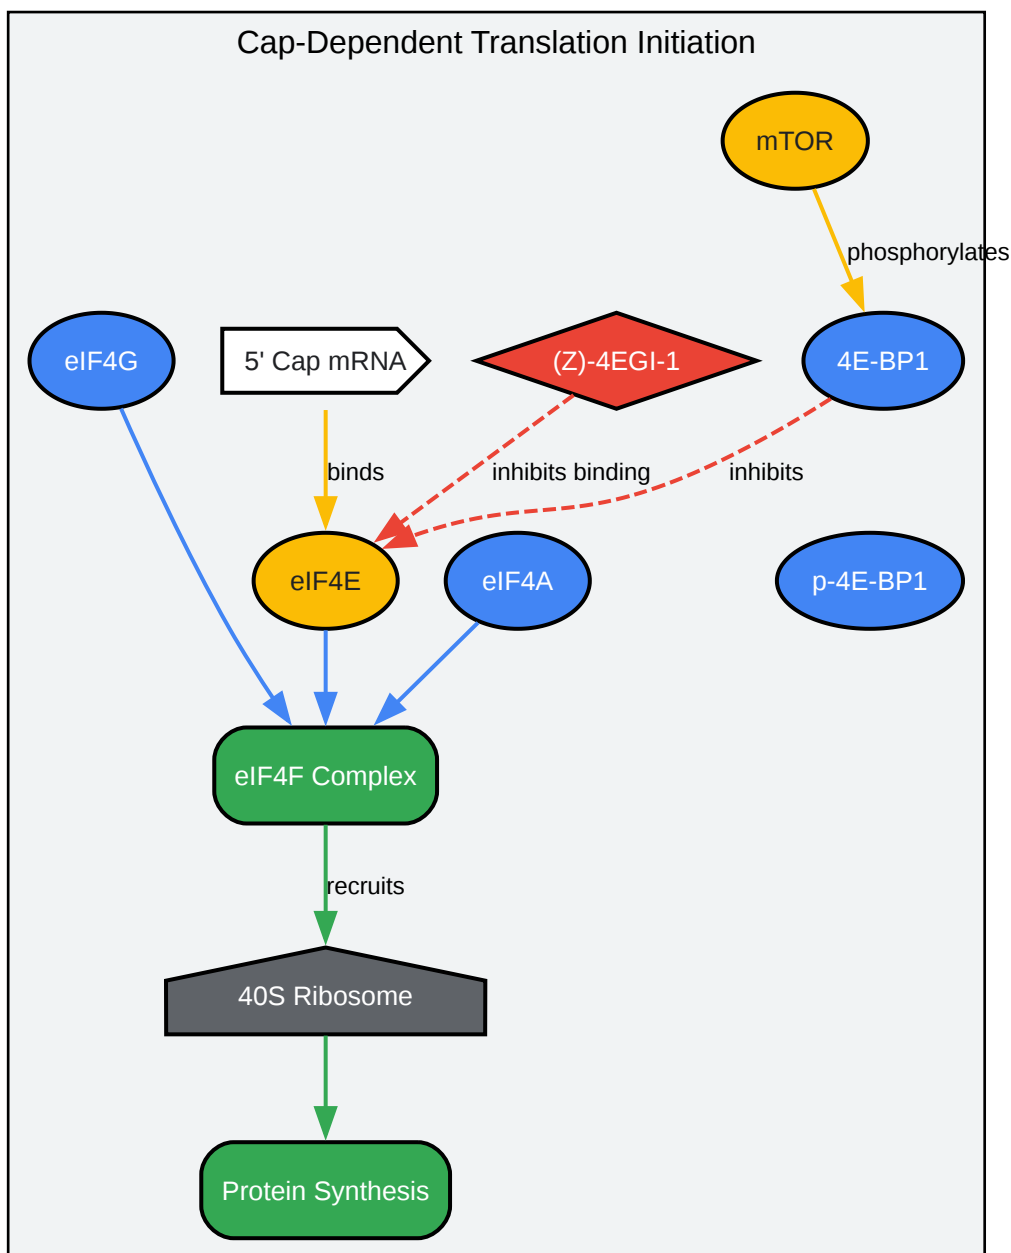 Cap-Dependent Translation Initiation
mTOR
phosphorylates
eIF4G
5' Cap mRNA
(Z)-4EGI-1
4E-BP1
binds
inhibits binding
inhibits
eIF4E
eIF4A
p-4E-BP1
eIF4F Complex
recruits
40S Ribosome
Protein Synthesis